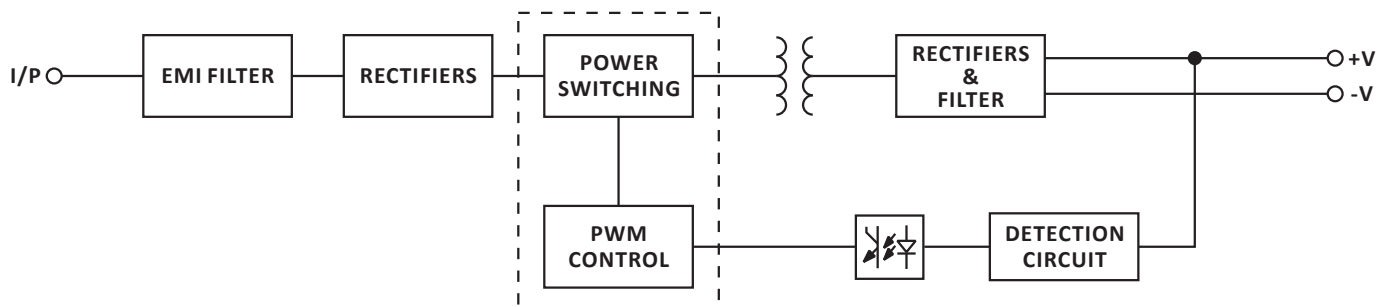 I/P
EMI FILTER
RECTIFIERS
POWER
SWITCHING
RECTIFIERS
&
FILTER
+V
-V
PWM
CONTROL
DETECTION
CIRCUIT